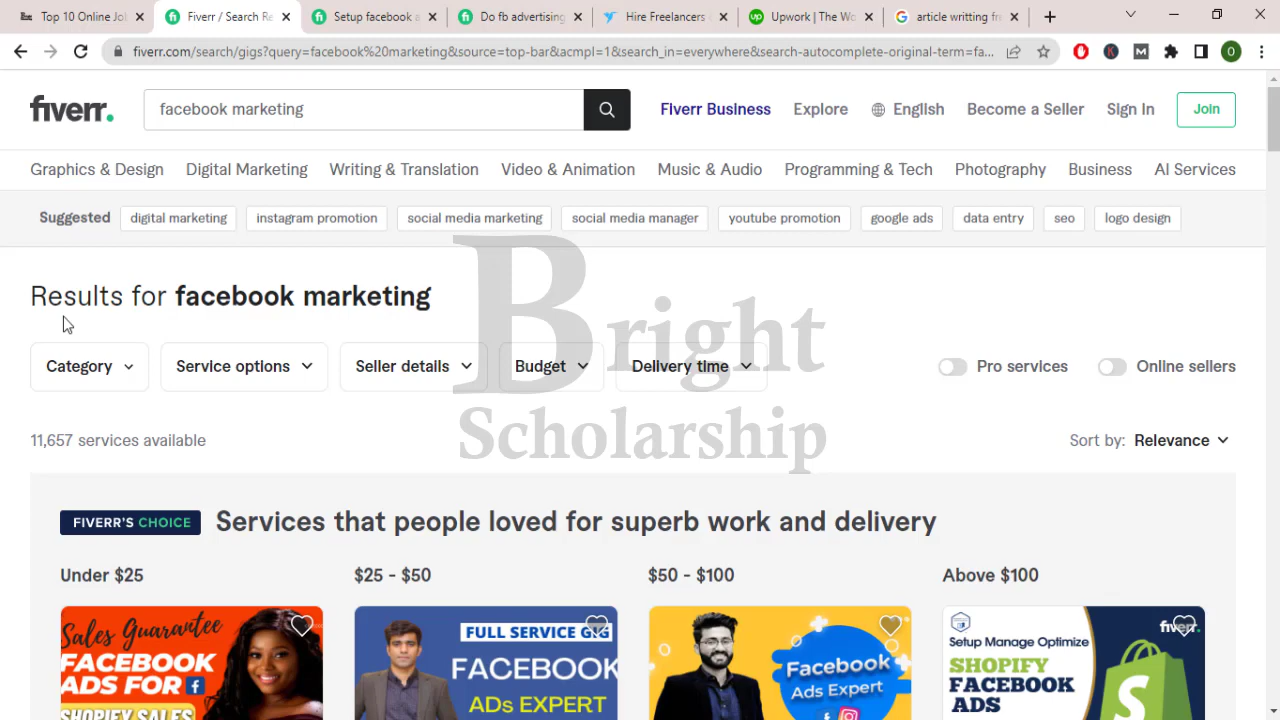 Top 10 Online Jo
Fiverr / Search Re
Setup facebook a
Do fb advertising
Hire Freelancers
Upwork | The Wo
article writting fr
fiverr.com/search/gigs?query=facebook%20marketing&source=top-bar&acmpl=1&search_in=everywhere&search-autocomplete-original-term=fa...
fiverr.
facebook marketing
Fiverr Business
Explore
English
Become a Seller
Sign In
Join
Graphics & Design
Digital Marketing
Writing & Translation
Video & Animation
Music & Audio
Programming & Tech
Photography
Business
AI Services
Suggested
digital marketing
instagram promotion
social media marketing
social media manager
youtube promotion
google ads
data entry
seo
logo design
Results for facebook marketing
Bright
Scholarship
Category
Service options
Seller details
Budget
Delivery time
Pro services
Online sellers
11,657 services available
Sort by: Relevance
FIVERR'S CHOICE
Services that people loved for superb work and delivery
Under $25
$25 - $50
$50 - $100
Above $100
Sales Guarantee
FACEBOOK
ADS FOR f
SHOPIFY SALES
FULL SERVICE GIG
FACEBOOK
ADs EXPERT
Facebook
Ads Expert
fiverr.
Setup Manage Optimize
SHOPIFY
FACEBOOK
ADS